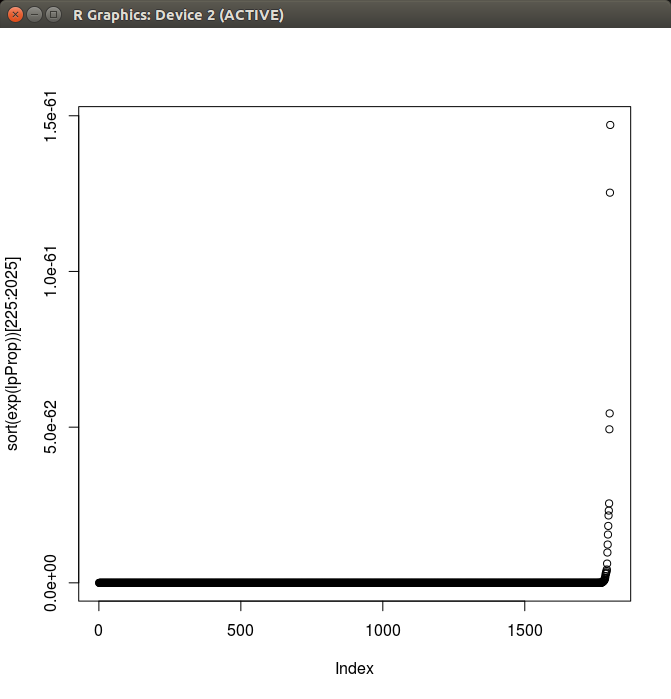 R Graphics: Device 2 (ACTIVE)
sort(exp(lpProp))[225:2025]
1.5e-61
1.0e-61
5.0e-62
0.0e+00
0 500 1000 1500
Index